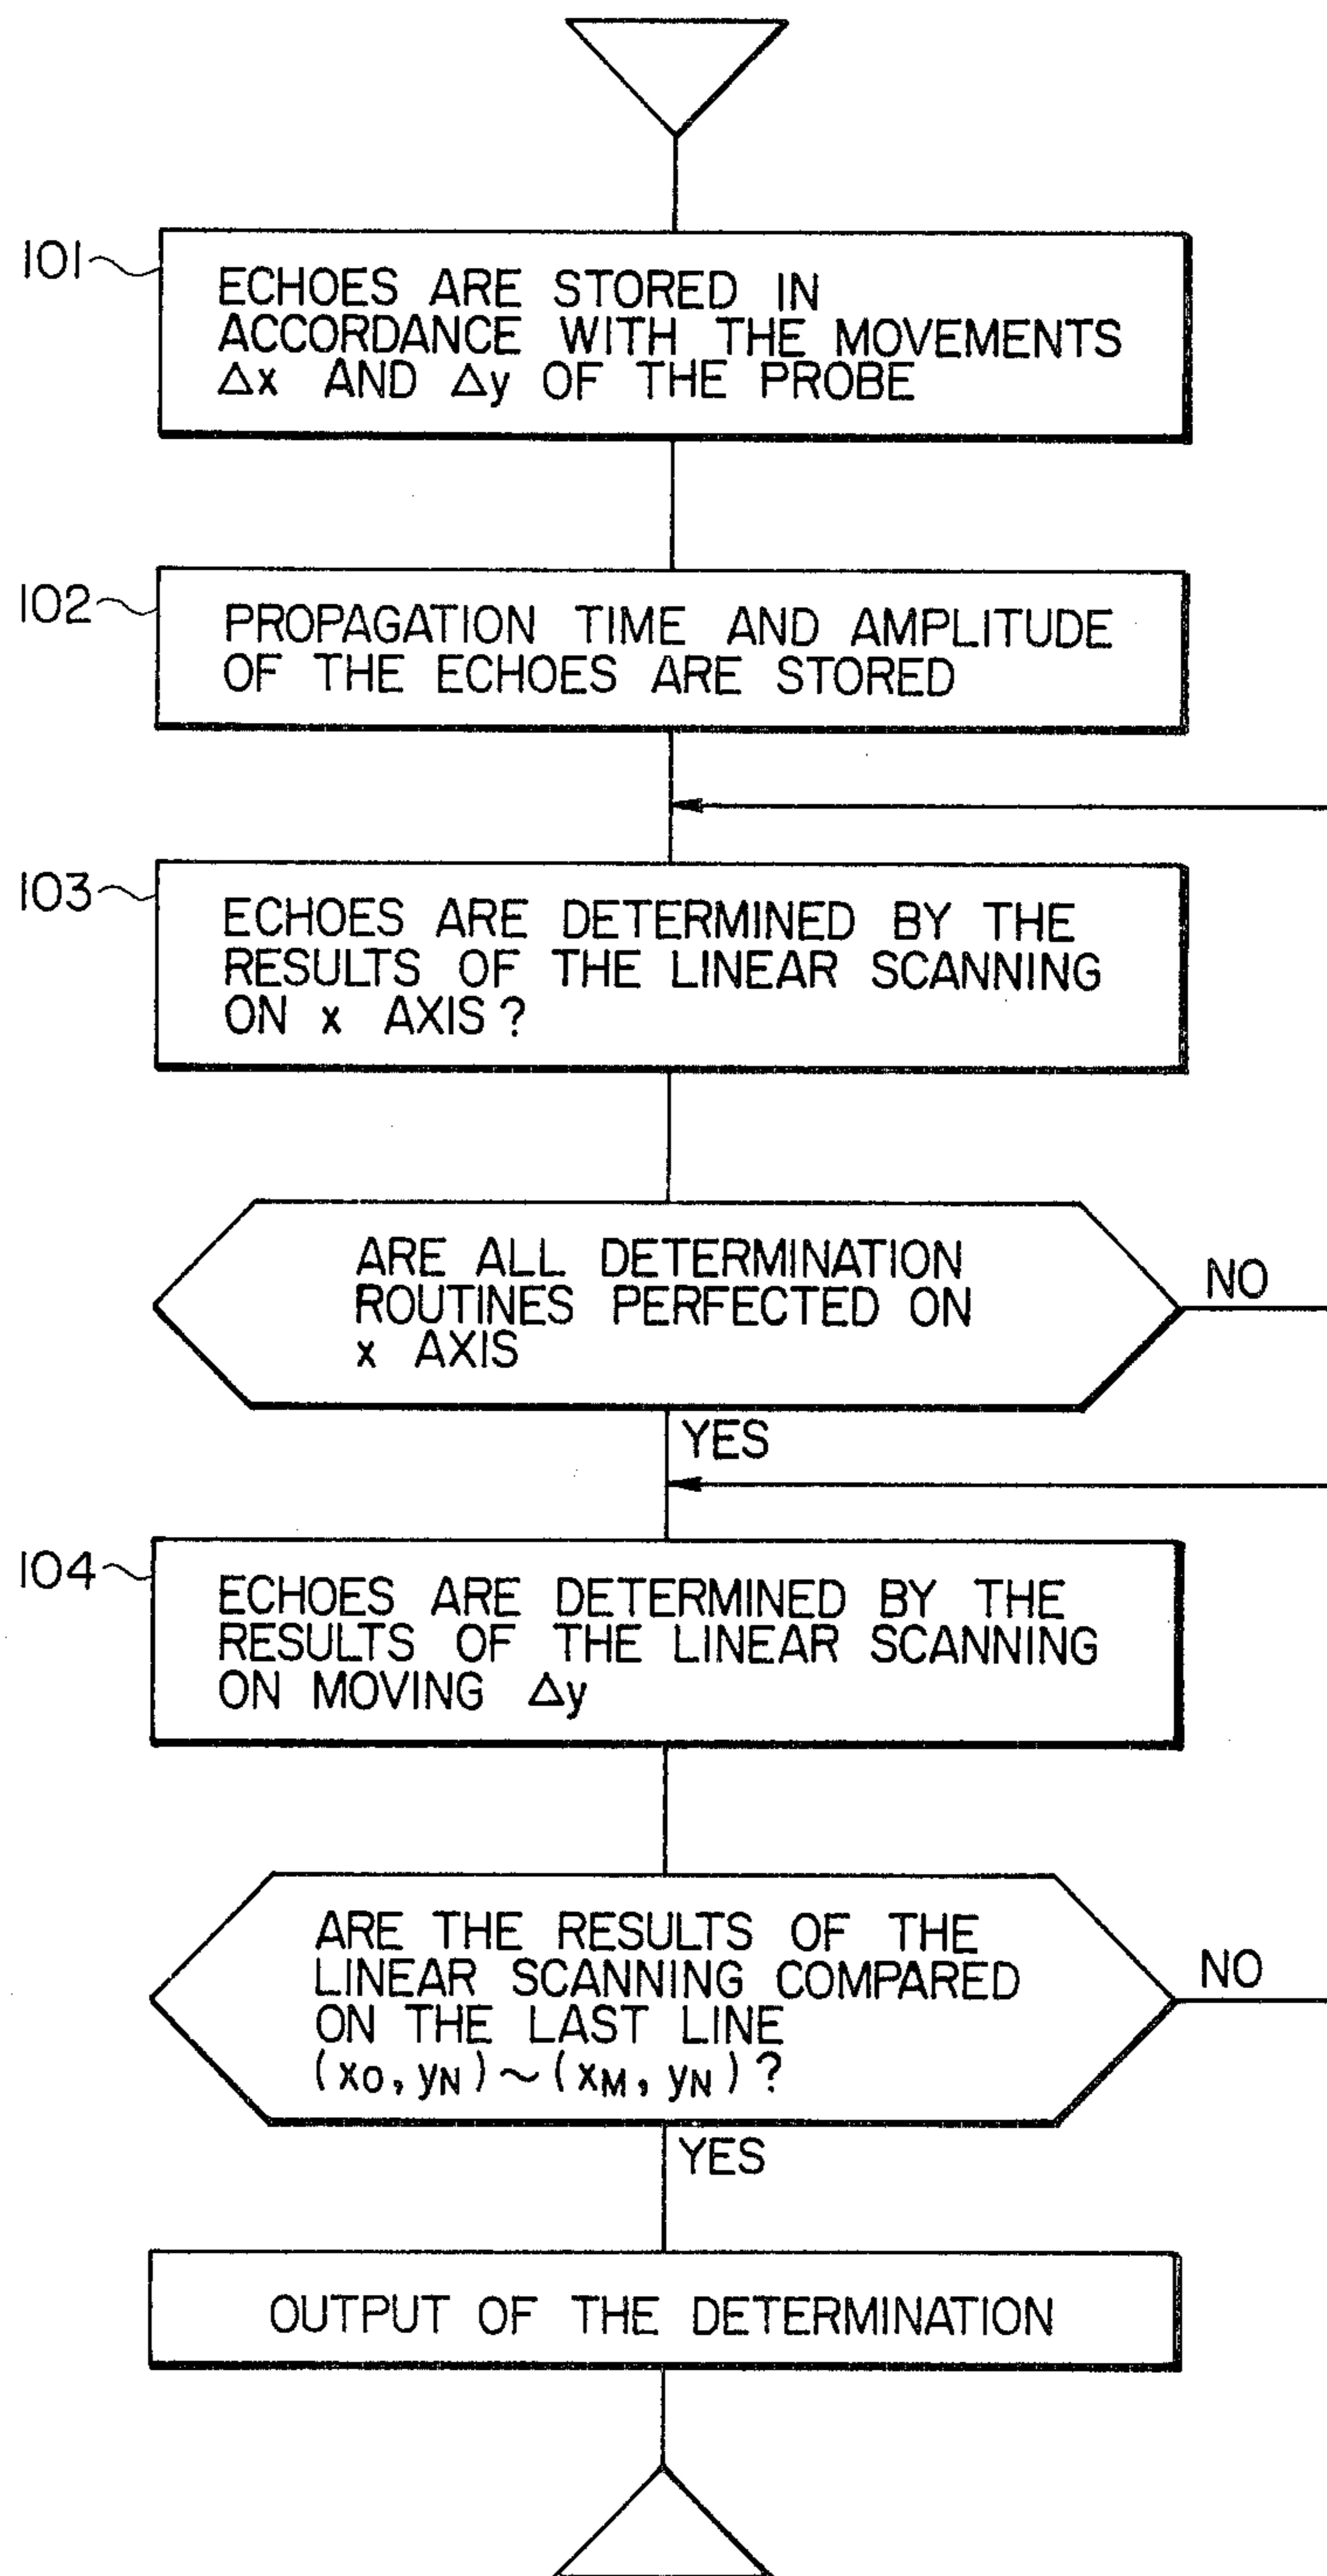 101
ECHOES ARE STORED IN
ACCORDANCE WITH THE MOVEMENTS
Δx AND Δy OF THE PROBE
102
PROPAGATION TIME AND AMPLITUDE
OF THE ECHOES ARE STORED
103
ECHOES ARE DETERMINED BY THE
RESULTS OF THE LINEAR SCANNING
ON x AXIS?
ARE ALL DETERMINATION
ROUTINES PERFECTED ON
x AXIS
NO
YES
104
ECHOES ARE DETERMINED BY THE
RESULTS OF THE LINEAR SCANNING
ON MOVING Δy
ARE THE RESULTS OF THE
LINEAR SCANNING COMPARED
ON THE LAST LINE
(xO, yN)~(xM, yN)?
NO
YES
OUTPUT OF THE DETERMINATION